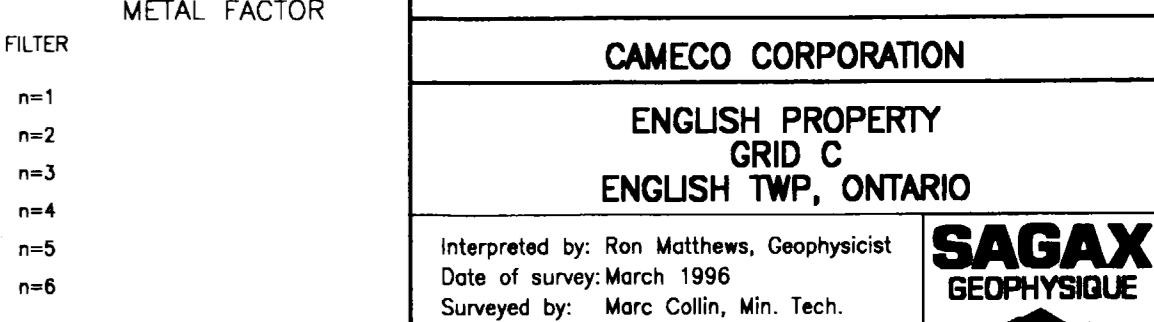 METAL FACTOR
FILTER
n=1
n=2
n=3
n=4
n=5
n=6
CAMECO CORPORATION
ENGLISH PROPERTY
GRID C
ENGLISH TWP, ONTARIO
Interpreted by: Ron Matthews, Geophysicist
Date of survey: March 1996
Surveyed by: Marc Collin, Min. Tech.
SAGAX
GEOPHYSIQUE